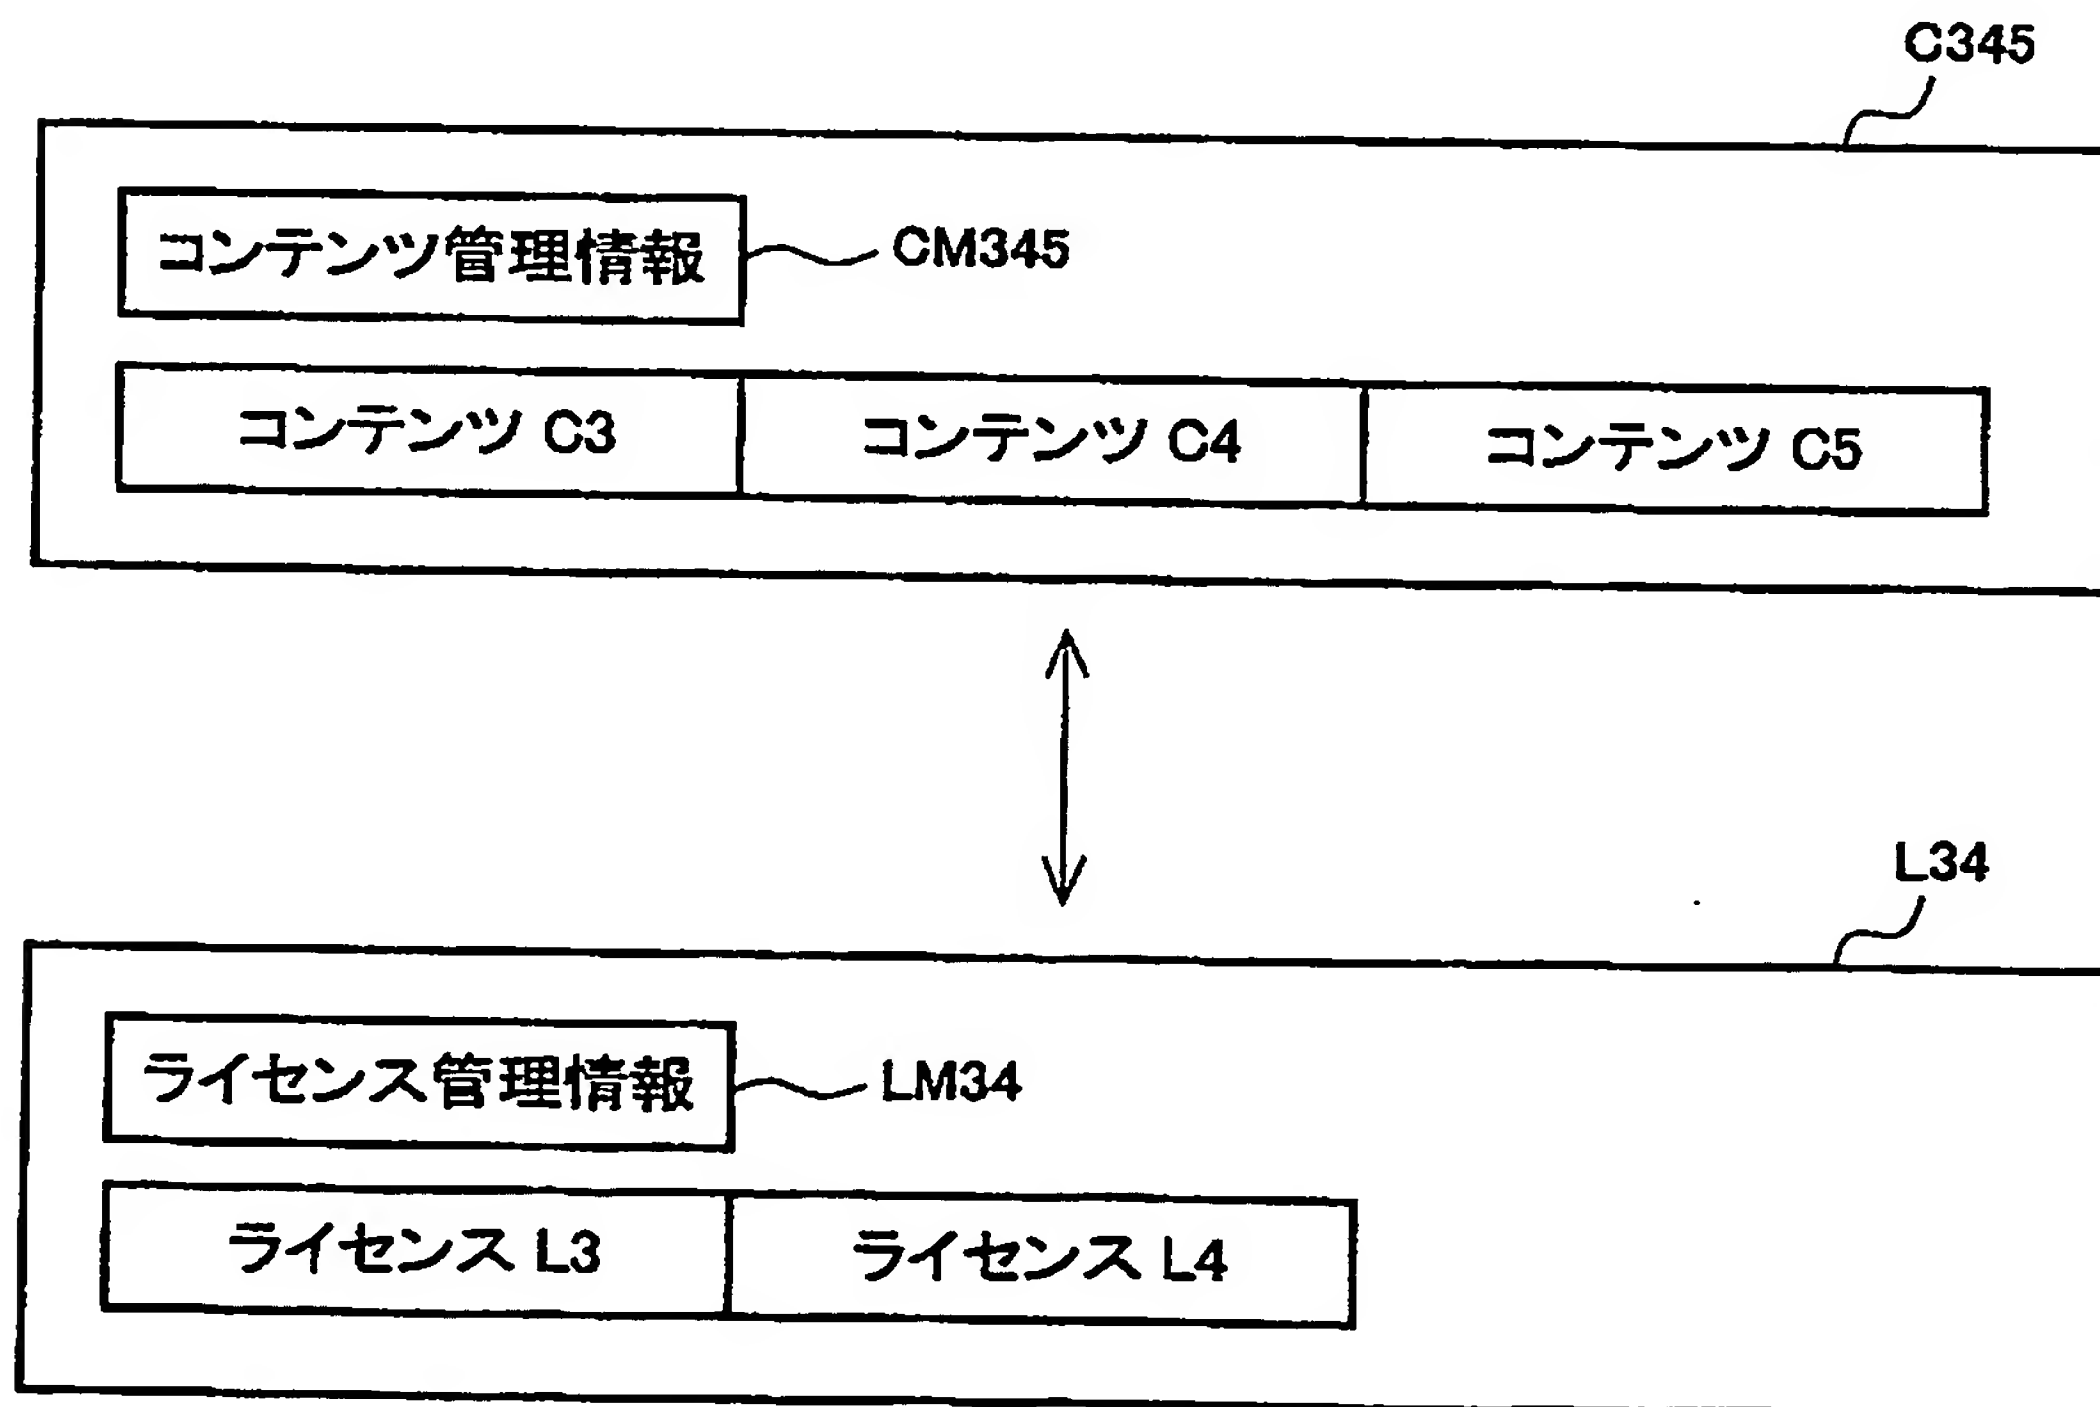 C345
コンテンツ管理情報 CM345
コンテンツ C3 コンテンツ C4 コンテンツ C5
L34
ライセンス管理情報 LM34
ライセンス L3 ライセンス L4